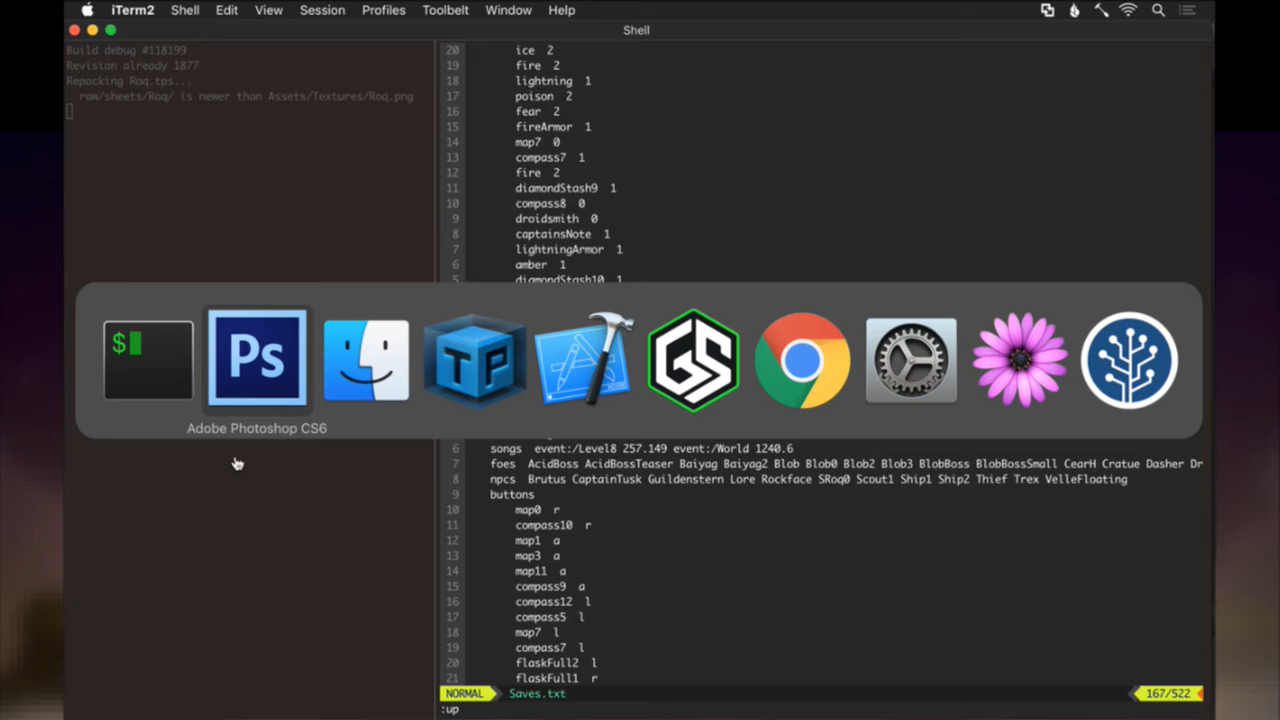 iTerm2 Shell Edit View Session Profiles Toolbelt Window Help
Shell
Build debug #118199
Revision already 1877
Repacking Roq.tps...
raw/sheets/Roq/ is newer than Assets/Textures/Roq.png
20 ice 2
19 fire 2
18 lightning 1
17 poison 2
16 fear 2
15 fireArmor 1
14 map7 0
13 compass7 1
12 fire 2
11 diamondStash9 1
10 compass8 0
9 droidsmith 0
8 captainsNote 1
7 lightningArmor 1
6 amber 1
5 diamondStash10 1
$
Ps
TP
GS
Adobe Photoshop CS6
6 songs event:/Level8 257.149 event:/World 1240.6
7 foes AcidBoss AcidBossTeaser Baiyag Baiyag2 Blob Blob0 Blob2 Blob3 BlobBoss BlobBossSmall CearH Cratue Dasher Dr
8 npcs Brutus CaptainTusk Guildenstern Lore Rockface SRoq0 Scout1 Ship1 Ship2 Thief Trex VelleFloating
9 buttons
10 map0 r
11 compass10 r
12 map1 a
13 map3 a
14 map11 a
15 compass9 a
16 compass12 l
17 compass5 l
18 map7 l
19 compass7 l
20 flaskFull2 l
21 flaskFull1 r
NORMAL Saves.txt 167/522
:up